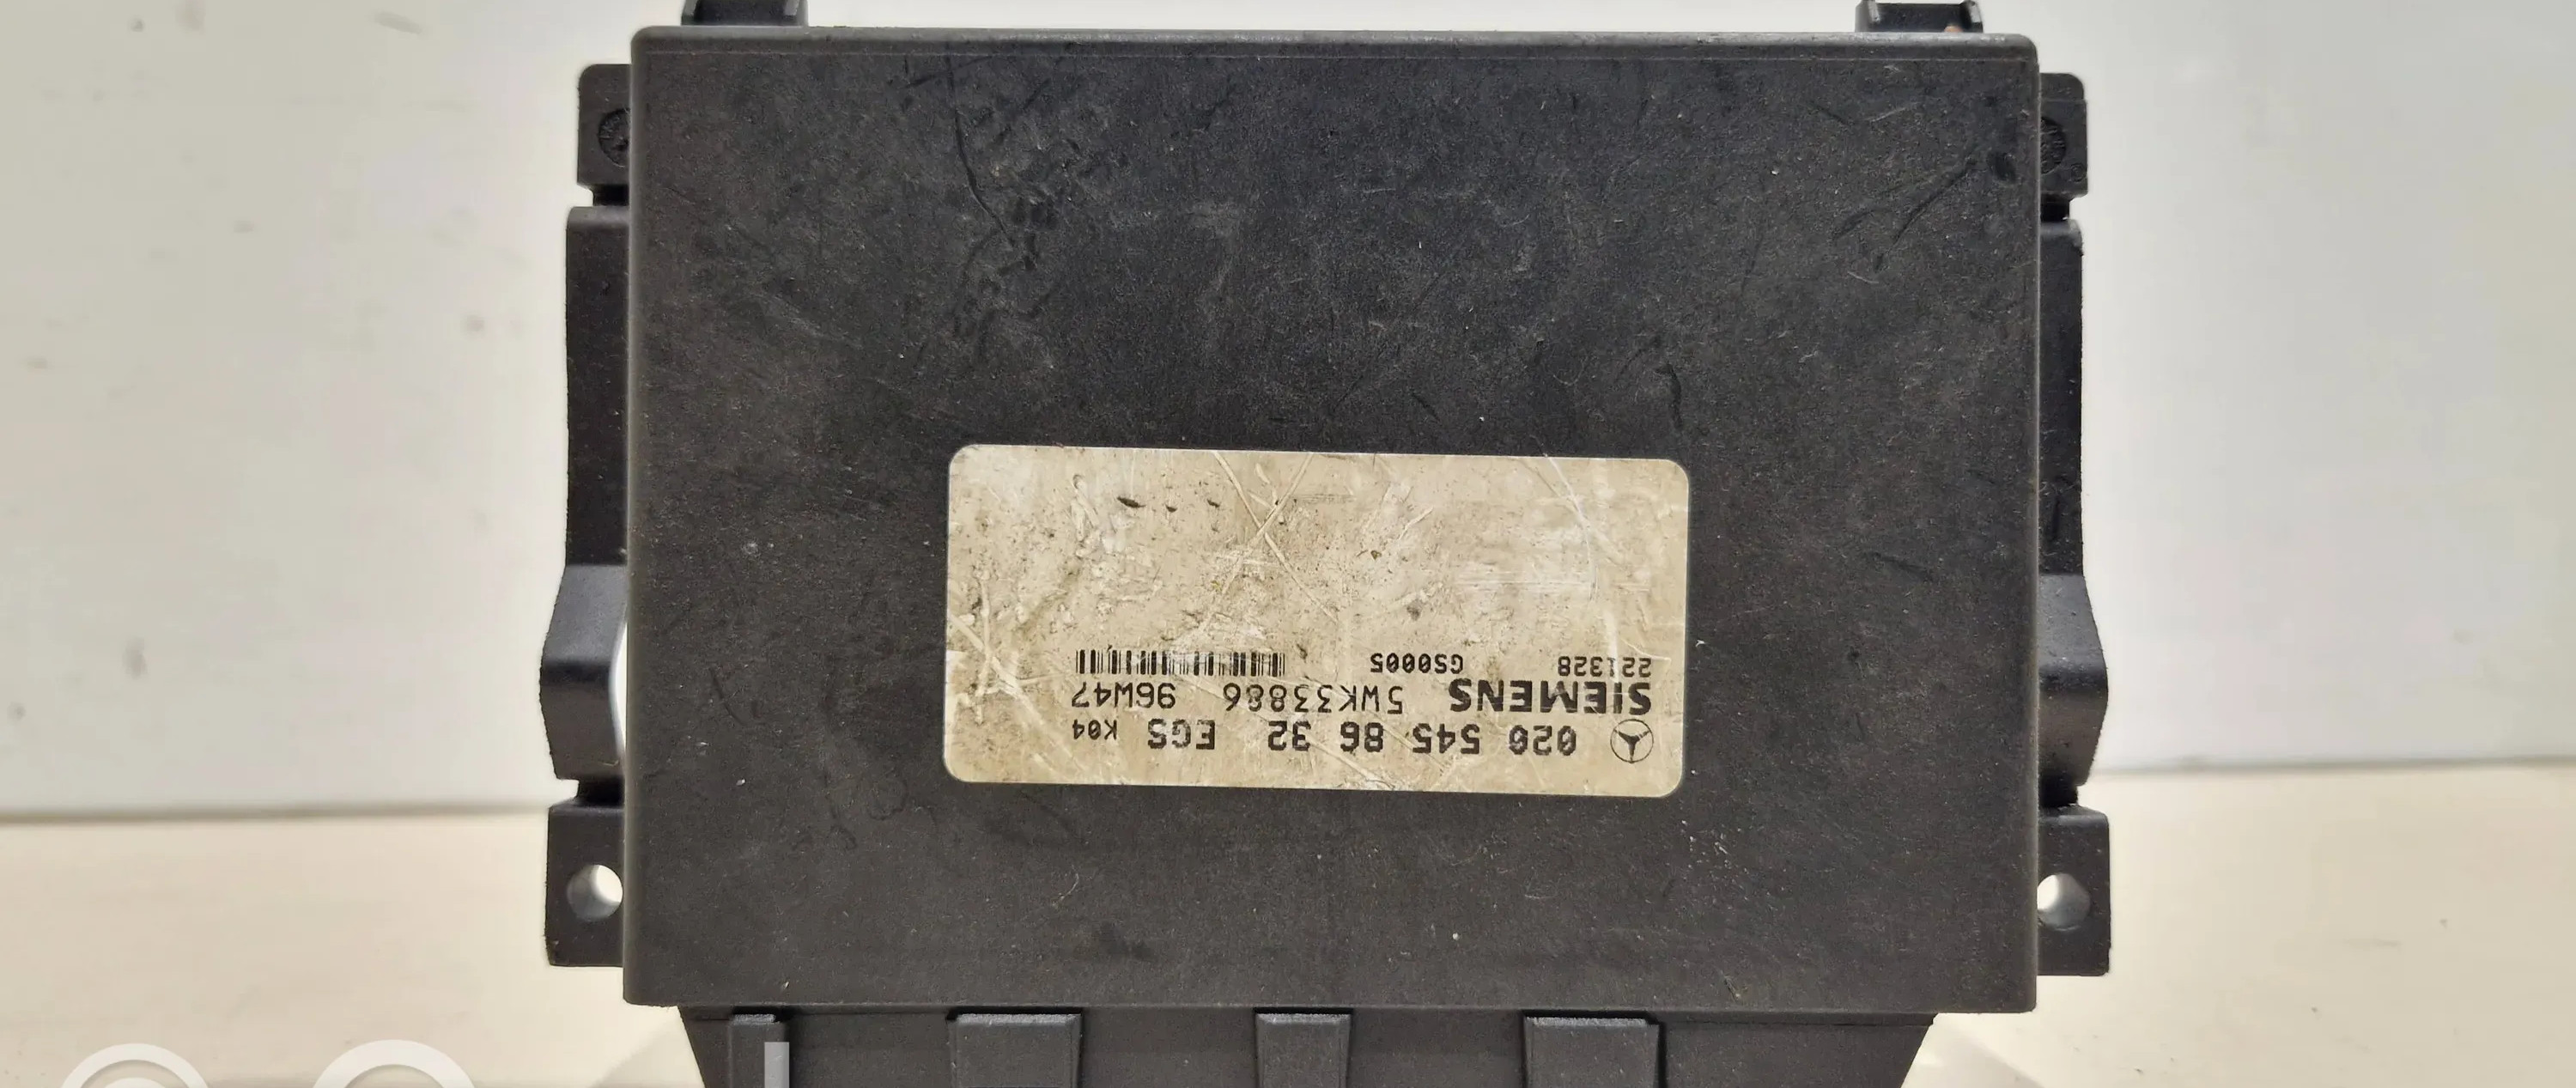 020 545 86 32 EGS K04
SIEMENS 5WK33886 96W47
221328 GS0005